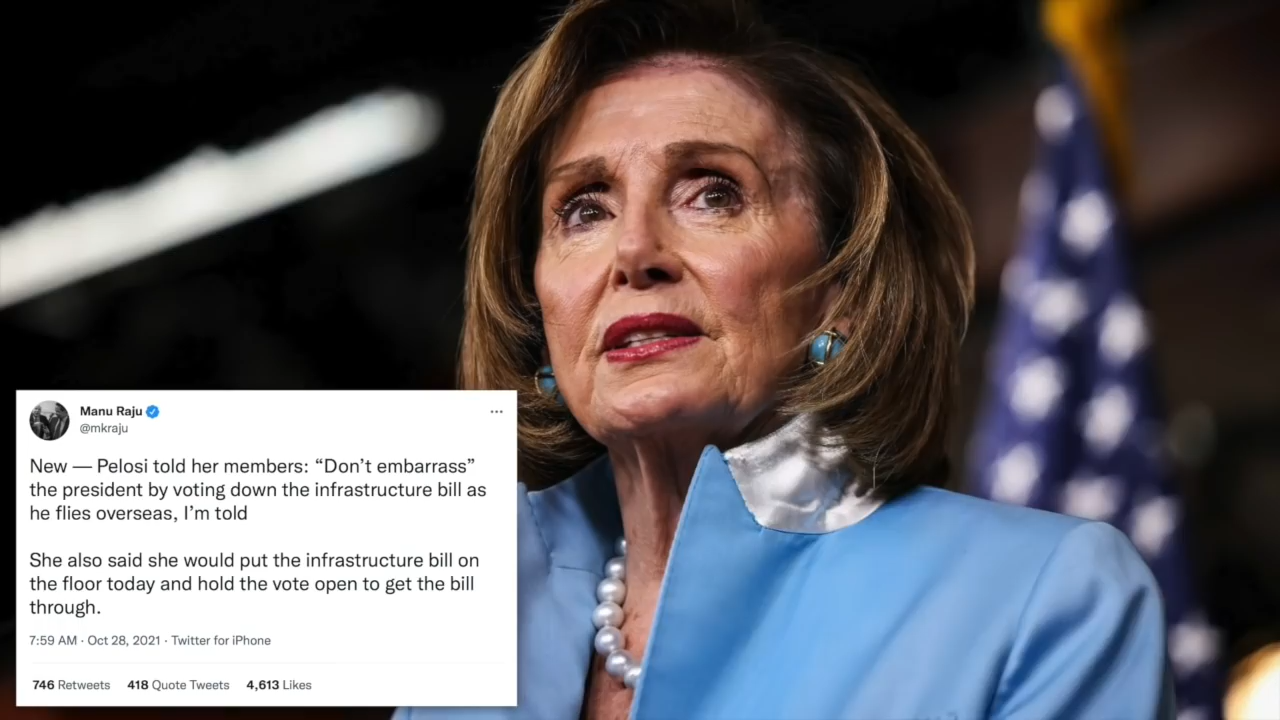 Manu Raju
@mkraju
New — Pelosi told her members: “Don’t embarrass”
the president by voting down the infrastructure bill as
he flies overseas, I’m told
She also said she would put the infrastructure bill on
the floor today and hold the vote open to get the bill
through.
7:59 AM · Oct 28, 2021 · Twitter for iPhone
746 Retweets 418 Quote Tweets 4,613 Likes